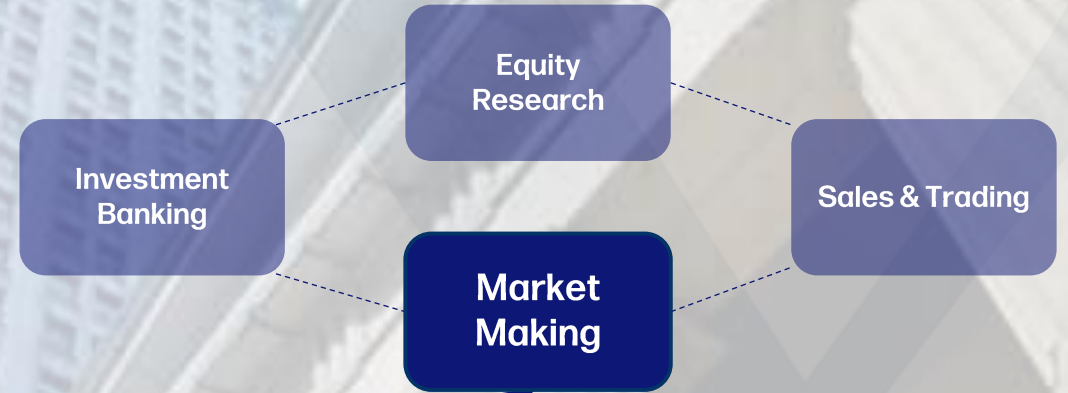 Equity
Research
Investment
Banking
Sales & Trading
Market
Making